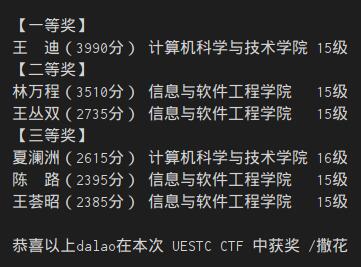 【一等奖】
王　迪（3990分） 计算机科学与技术学院 15级
【二等奖】
林万程（3510分） 信息与软件工程学院　 15级
王丛双（2735分） 信息与软件工程学院　 15级
【三等奖】
夏澜洲（2615分） 计算机科学与技术学院 16级
陈　路（2395分） 信息与软件工程学院　 15级
王荟昭（2385分） 信息与软件工程学院　 15级
恭喜以上dalao在本次 UESTC CTF 中获奖 /撒花